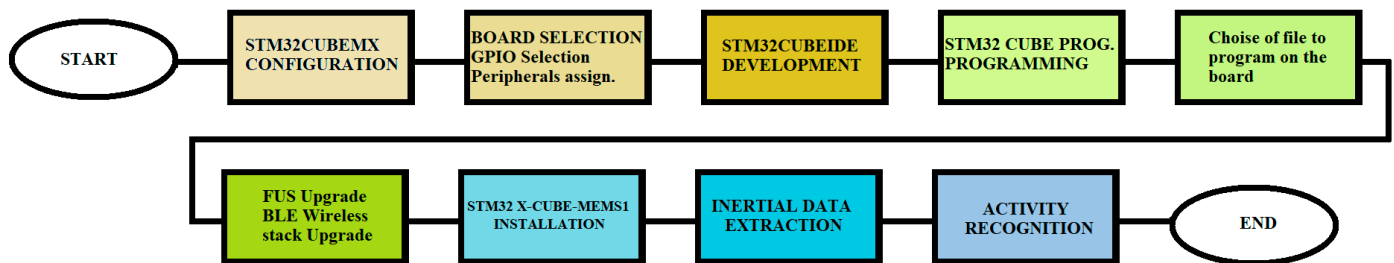 START
STM32CUBEMX
CONFIGURATION
BOARD SELECTION
GPIO Selection
Peripherals assign.
STM32CUBEIDE
DEVELOPMENT
STM32 CUBE PROG.
PROGRAMMING
Choise of file to
program on the
board
FUS Upgrade
BLE Wireless
stack Upgrade
STM32 X-CUBE-MEMS1
INSTALLATION
INERTIAL DATA
EXTRACTION
ACTIVITY
RECOGNITION
END